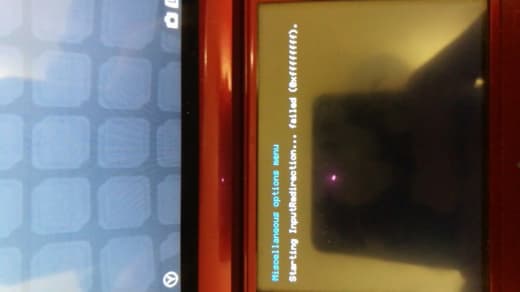 Miscellaneous options menu
Starting InputRedirection... failed (0xffffffff).